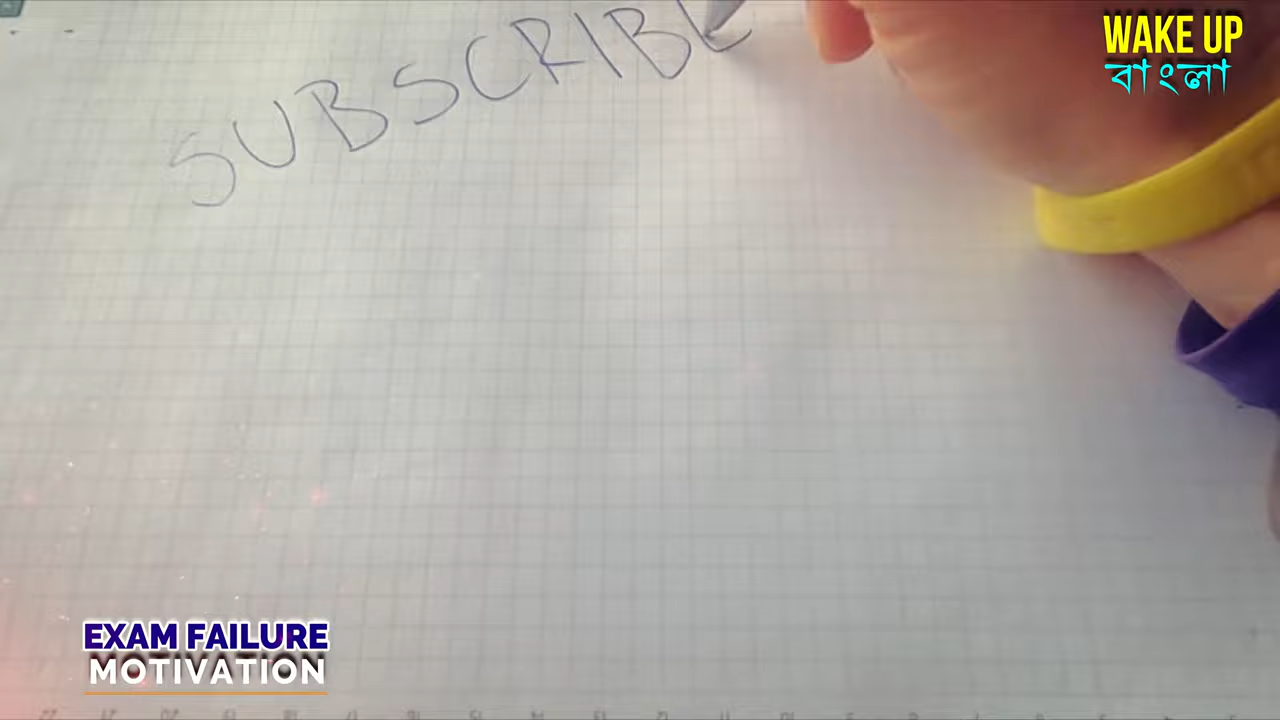 SUBSCRIBE
WAKE UP
বাংলা
EXAM FAILURE
MOTIVATION